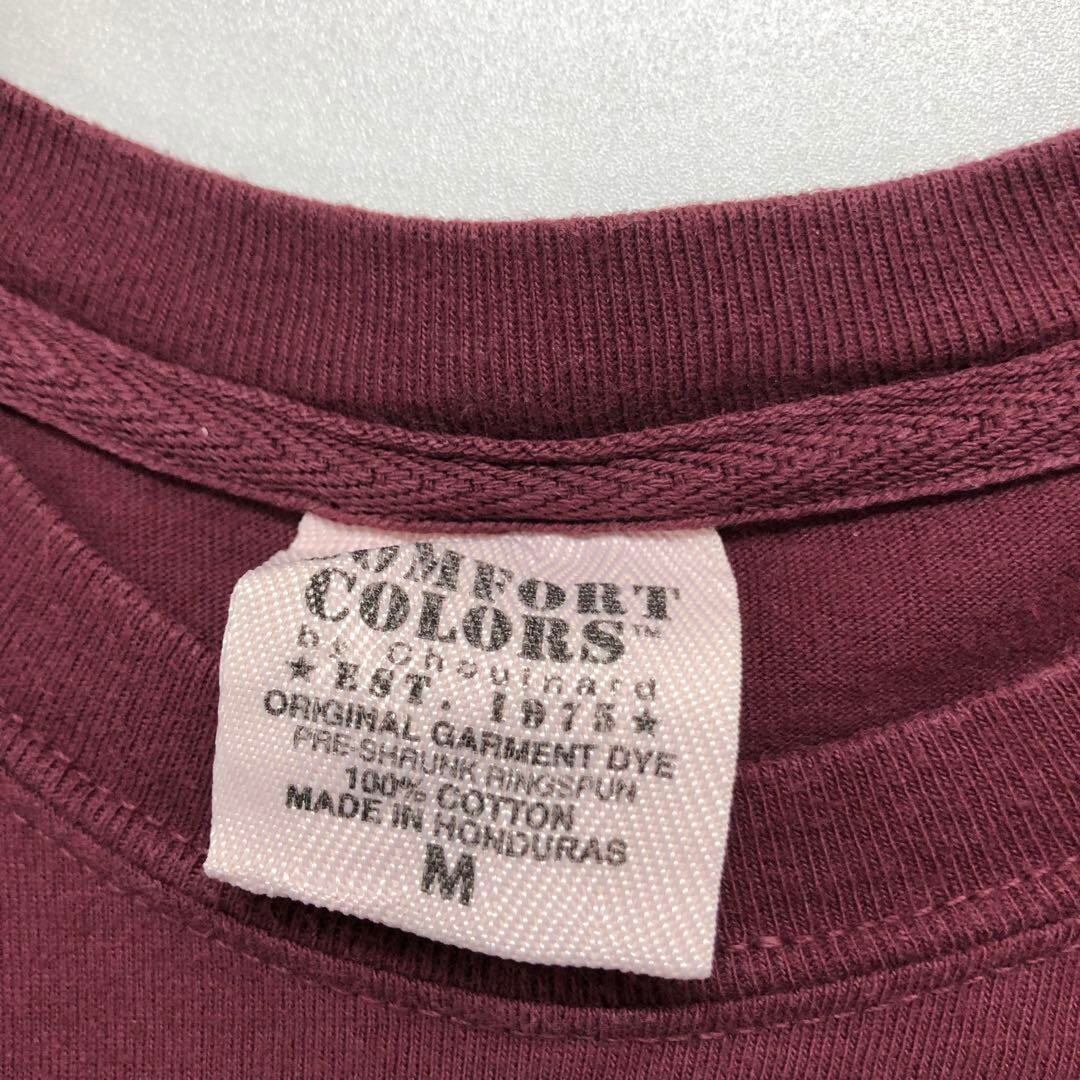 COMFORT
COLORS™
by Chouinard
★ EST. 1975 ★
ORIGINAL GARMENT DYE
PRE-SHRUNK RINGSPUN
100% COTTON
MADE IN HONDURAS
M